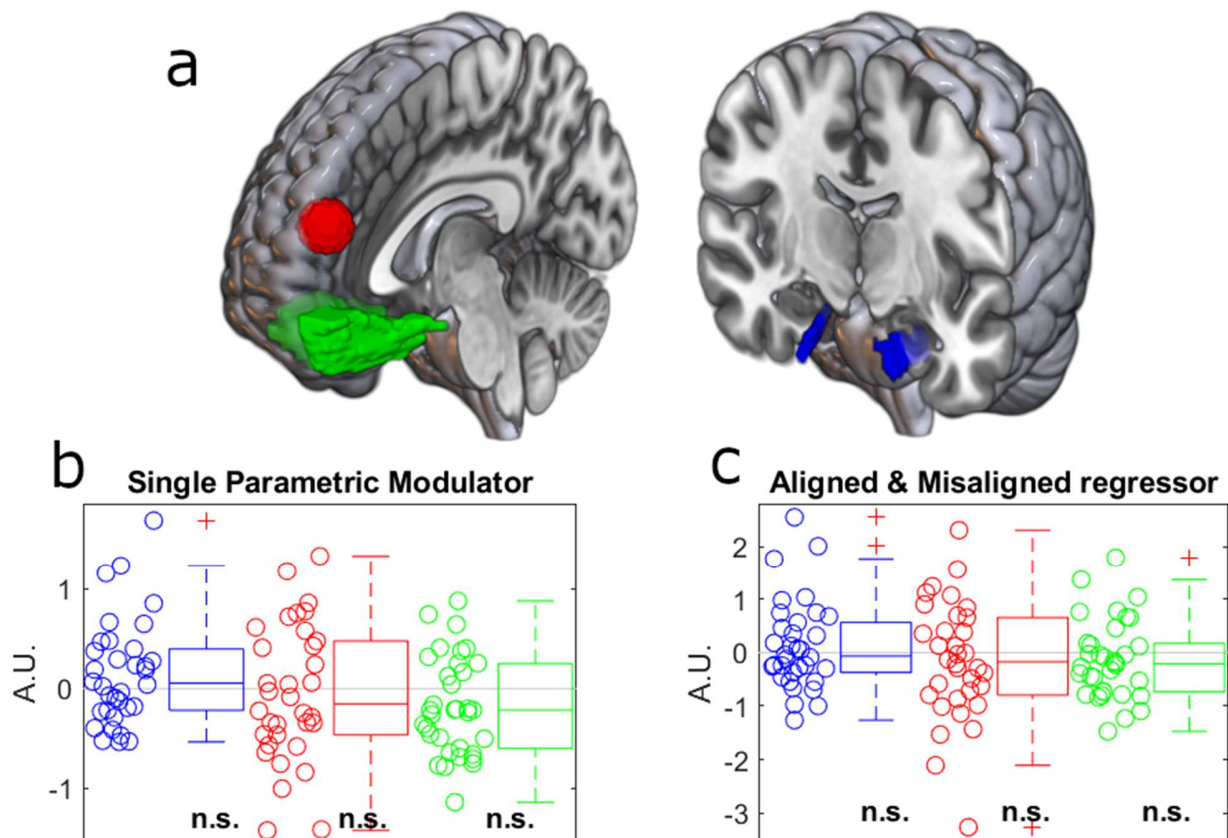 a
b
Single Parametric Modulator
A.U.
1
0
-1
n.s.
n.s.
n.s.
c
Aligned & Misaligned regressor
A.U.
2
1
0
-1
-2
-3
n.s.
n.s.
n.s.